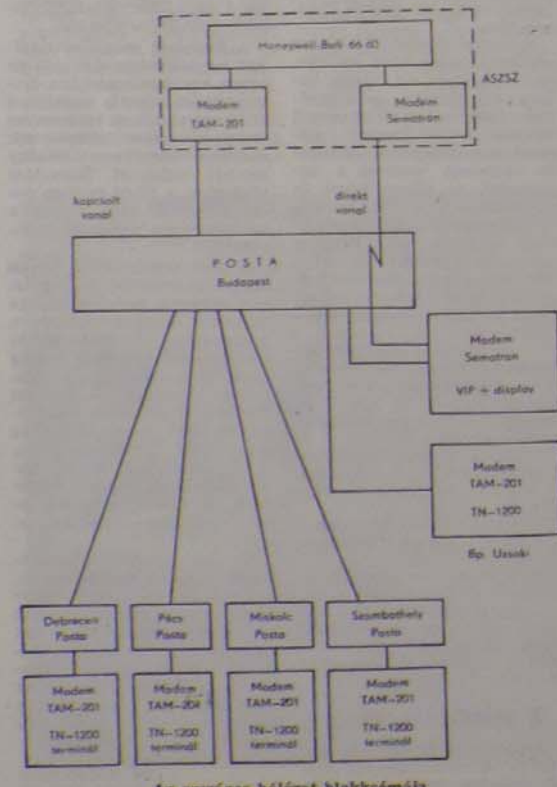 Honeywell-Bull 66-60
ASZSZ
Modem
TAM-201
Modem
Sematron
kapcsolt
vonal
direkt
vonal
POSTA
Budapest
Modem
Sematron
VIP + display
Modem
TAM-201
TN-1200
Bp. Uzsoki
Debrecen
Posta
Pécs
Posta
Miskolc
Posta
Szombathely
Posta
Modem
TAM-201
TN-1200
terminál
Modem
TAM-201
TN-1200
terminál
Modem
TAM-201
TN-1200
terminál
Modem
TAM-201
TN-1200
terminál
hálózat blokksémája